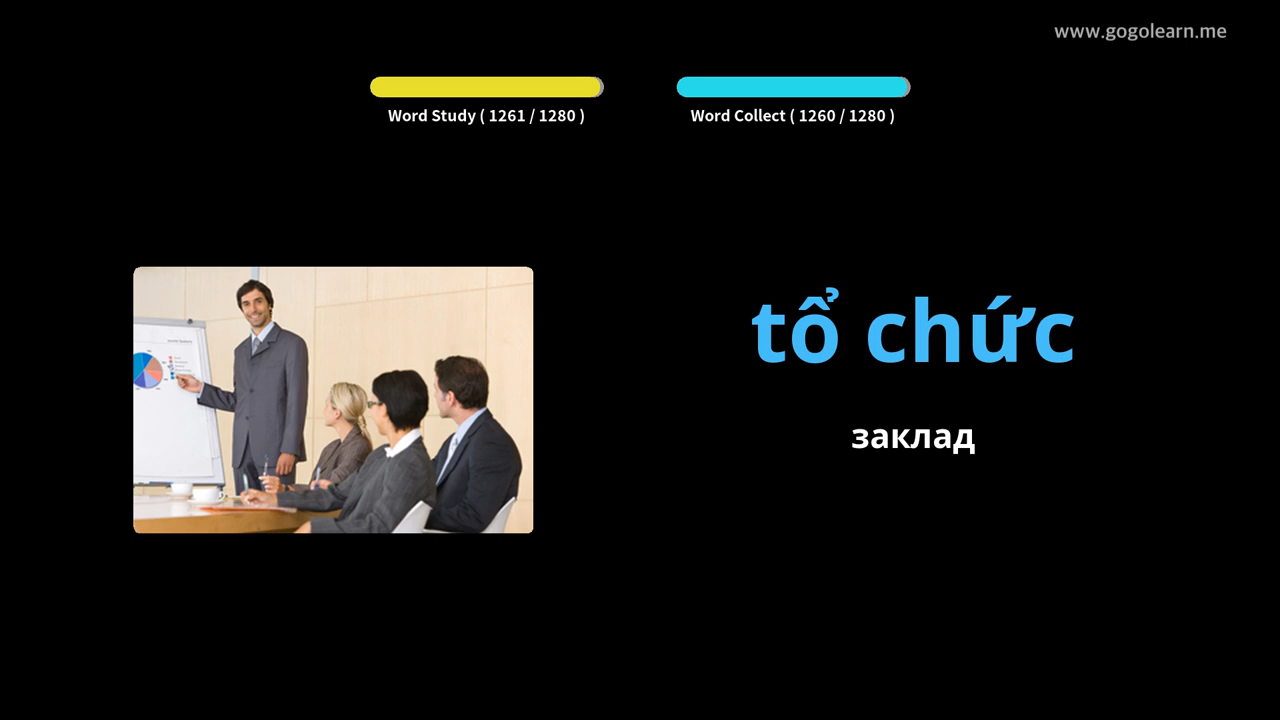 www.gogolearn.me
Word Study ( 1261 / 1280 )
Word Collect ( 1260 / 1280 )
tổ chức
заклад